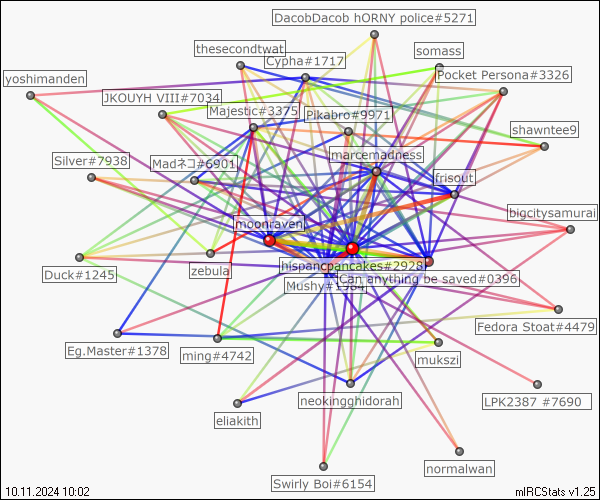 DacobDacob hORNY police#5271
thesecondtwat
somass
Cypha#1717
yoshimanden
Pocket Persona#3326
JKOUYH VIII#7034
Majestic#3375
Pikabro#9971
shawntee9
marcemadness
Silver#7938
Madネコ#6901
frisout
bigcitysamurai
moonraven
Duck#1245
zebula
hispancpancakes#2928
Can anything be saved#0396
Mushy#1984
Fedora Stoat#4479
Eg.Master#1378
ming#4742
mukszi
LPK2387 #7690
neokingghidorah
eliakith
normalwan
Swirly Boi#6154
10.11.2024 10:02
mIRCStats v1.25